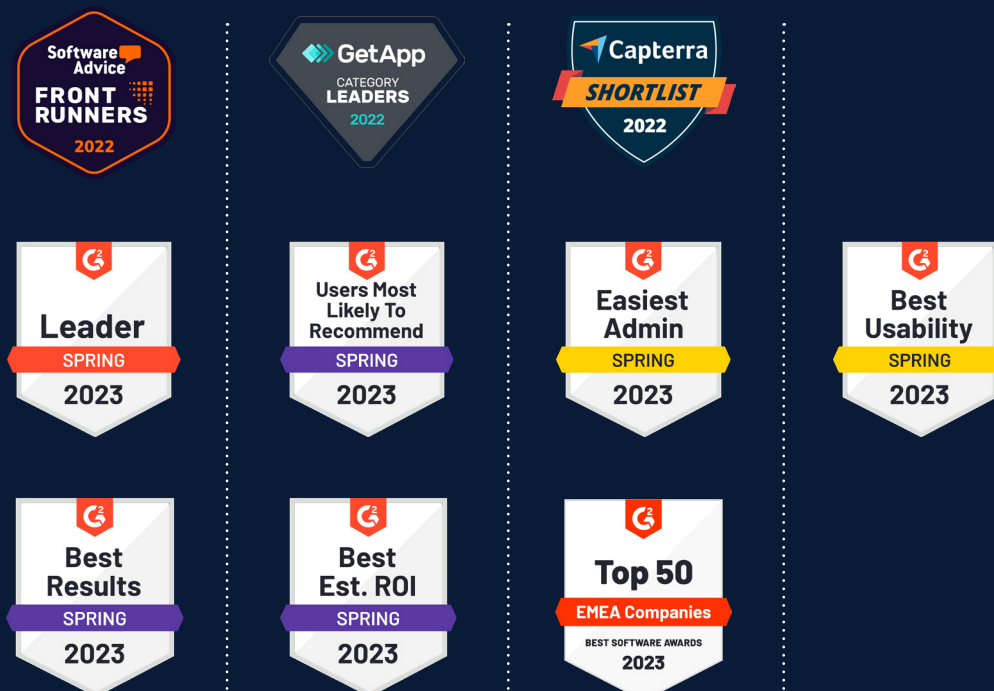 Software
Advice
FRONT
RUNNERS
2022
GetApp
CATEGORY
LEADERS
2022
Capterra
SHORTLIST
2022
G2
Leader
SPRING
2023
G2
Users Most
Likely To
Recommend
SPRING
2023
G2
Easiest
Admin
SPRING
2023
G2
Best
Usability
SPRING
2023
G2
Best
Results
SPRING
2023
G2
Best
Est. ROI
SPRING
2023
G2
Top 50
EMEA Companies
BEST SOFTWARE AWARDS
2023